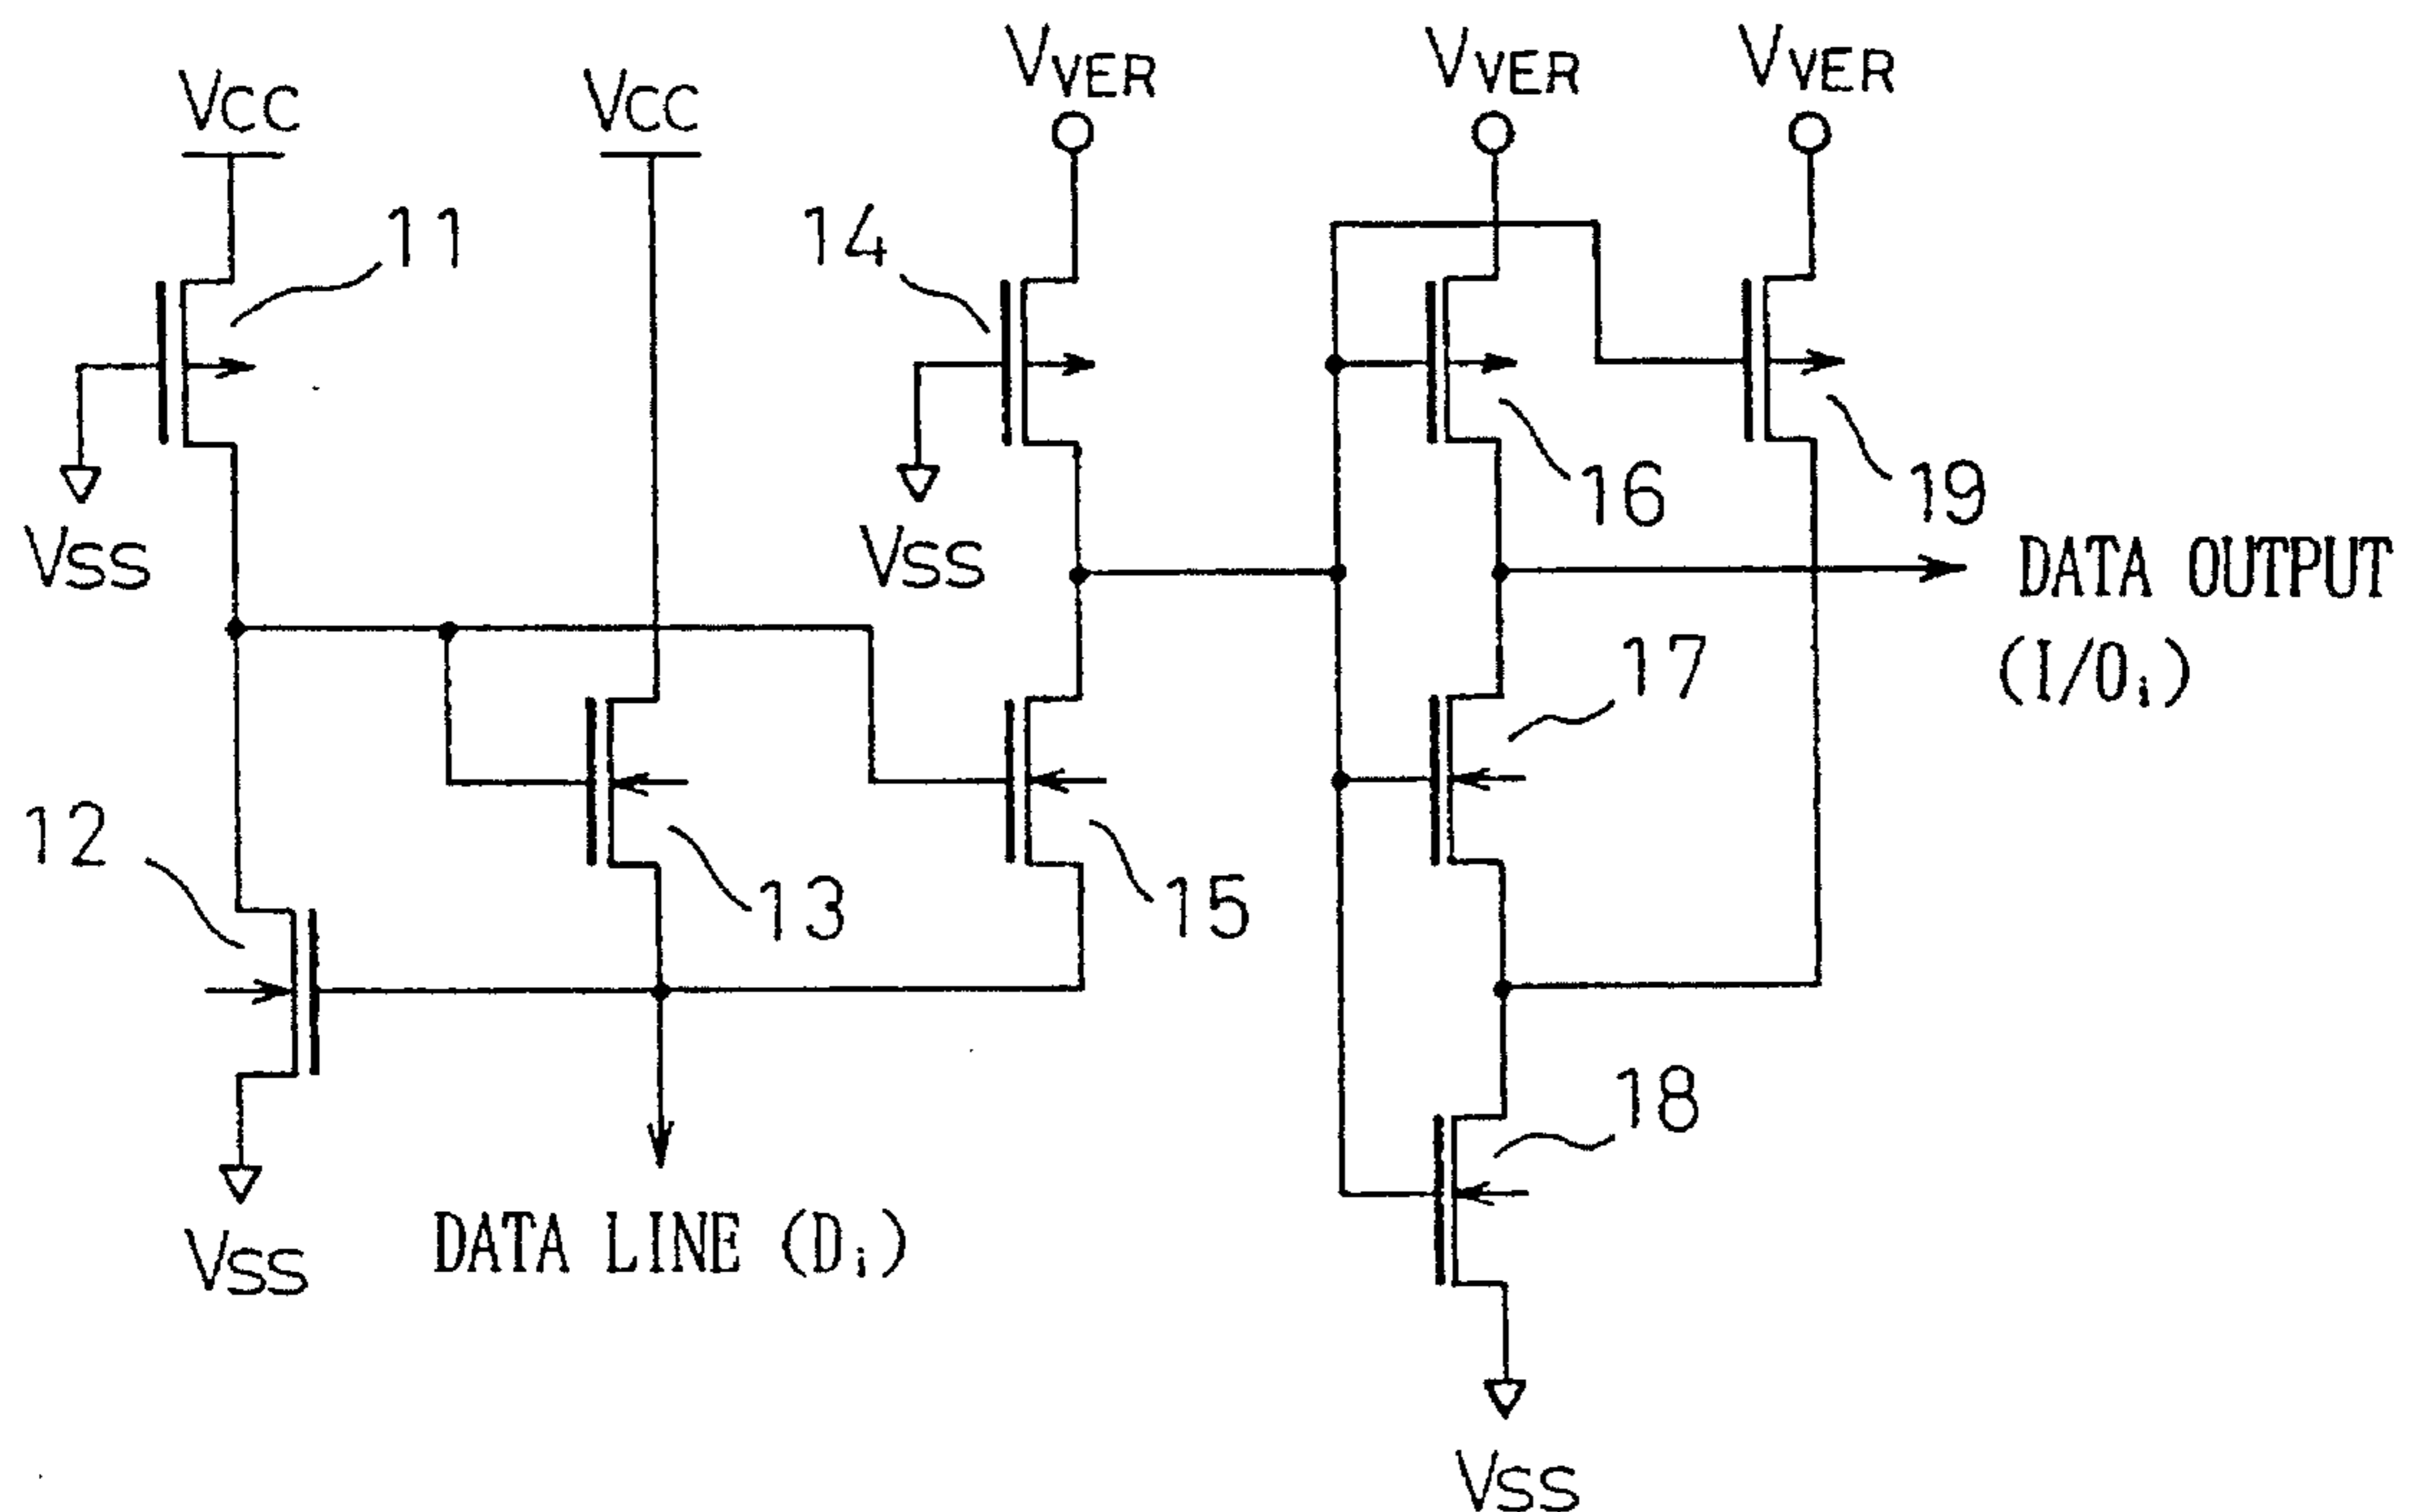 VCC
VCC
VVER
VVER
VVER
11
14
16
19
VSS
VSS
DATA OUTPUT
(I/Oi)
17
12
13
15
18
VSS
DATA LINE (Di)
VSS